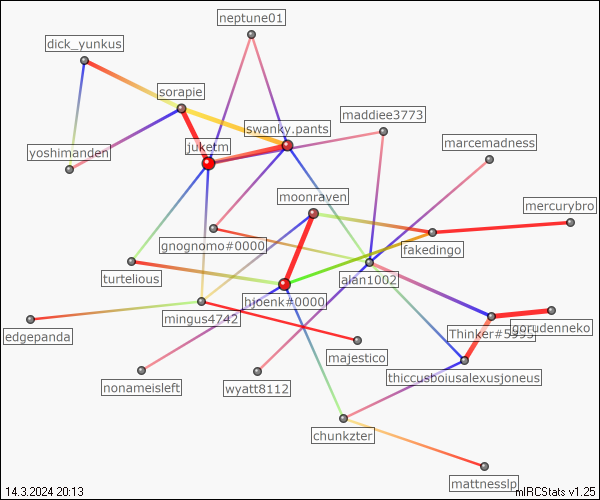 neptune01
dick_yunkus
sorapie
maddiee3773
swanky.pants
marcemadness
juketm
yoshimanden
moonraven
mercurybro
gnognomo#0000
fakedingo
turtelious
alan1002
hjoenk#0000
mingus4742
gorudenneko
edgepanda
Thinker#5995
majestico
thiccusboiusalexusjoneus
nonameisleft
wyatt8112
chunkzter
mattnesslp
14.3.2024 20:13
mIRCStats v1.25